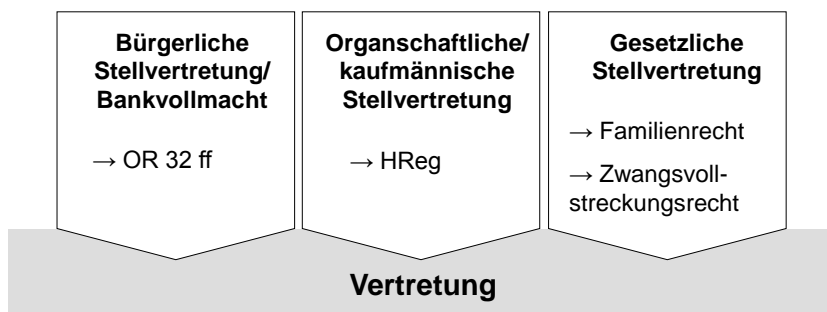 Bürgerliche
Stellvertretung/
Bankvollmacht
→ OR 32 ff
Organschaftliche/
kaufmännische
Stellvertretung
→ HReg
Gesetzliche
Stellvertretung
→ Familienrecht
→ Zwangsvoll-
streckungsrecht
Vertretung